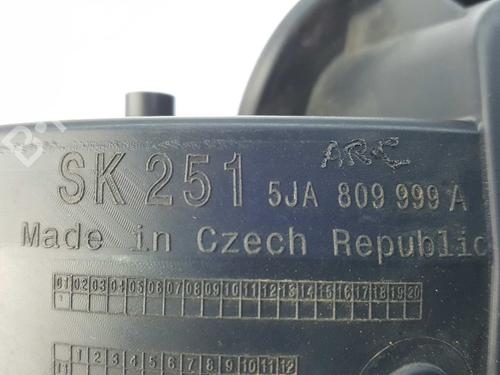 ARC
SK 251 5JA 809 999 A
Made in Czech Republic
01 02 03 04 05 06 07 08 09 10 11 12 13 14 15 16 17 18 19 20
1 2 3 4 5 6 7 8 9 10 11 12